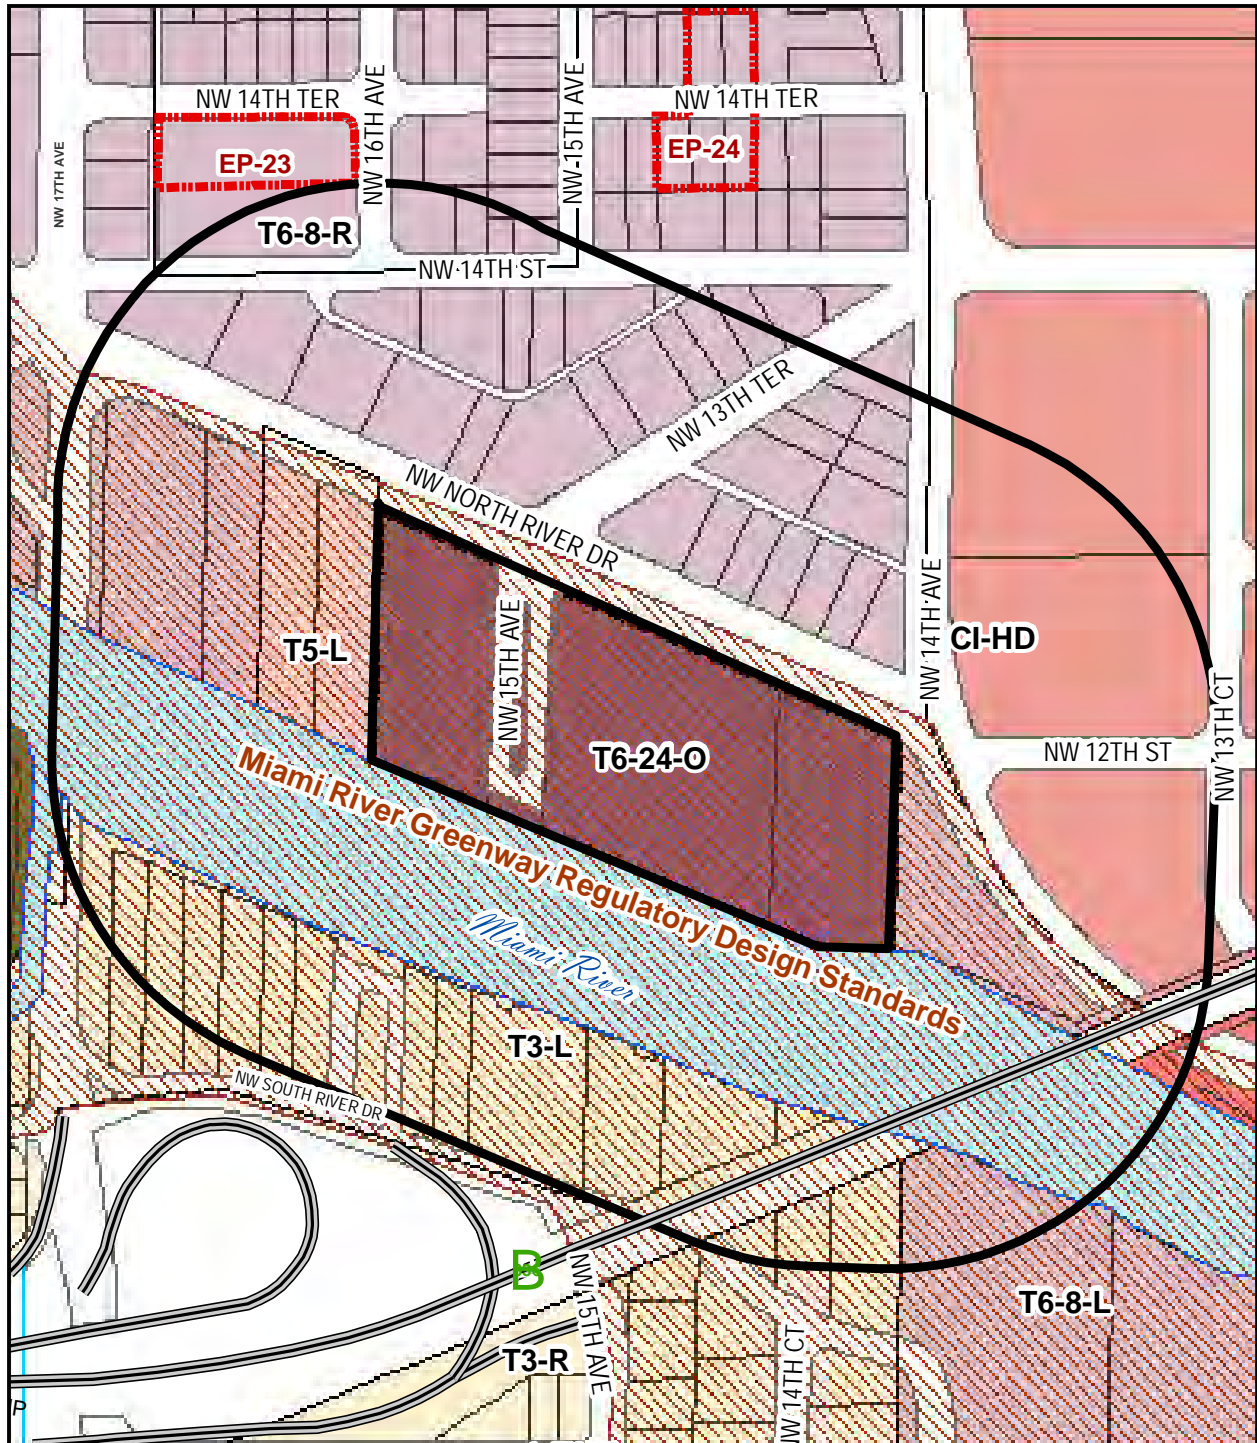 NW 14TH TER
NW 16TH AVE
NW 15TH AVE
NW 14TH TER
NW 17TH AVE
EP-23
EP-24
T6-8-R
NW 14TH ST
NW 13TH TER
NW NORTH RIVER DR
NW 14TH AVE
CI-HD
T5-L
NW 15TH AVE
T6-24-O
NW 12TH ST
NW 13TH CT
Miami River Greenway Regulatory Design Standards
Miami River
T3-L
NW SOUTH RIVER DR
B
NW 15TH AVE
T6-8-L
NW 14TH CT
T3-R